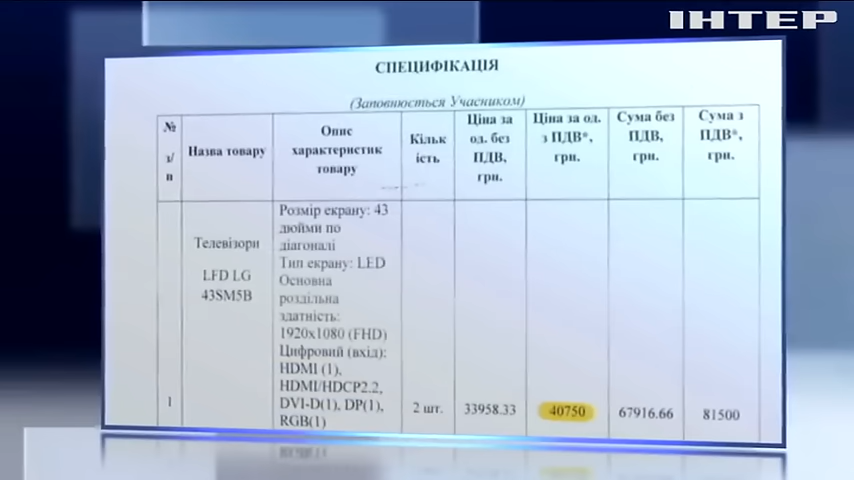 ІНТЕР
СПЕЦИФІКАЦІЯ
(Заповнюється Учасником)
№
з/
п
Назва товару
Опис
характеристик
товару
Кільк
ість
Ціна за
од. без
ПДВ,
грн.
Ціна за од.
з ПДВ*,
грн.
Сума без
ПДВ,
грн.
Сума з
ПДВ*,
грн.
1
Телевізори
LFD LG
43SM5B
Розмір екрану: 43
дюйми по
діагоналі
Тип екрану: LED
Основна
роздільна
здатність:
1920x1080 (FHD)
Цифровий (вхід):
HDMI (1),
HDMI/HDCP2.2,
DVI-D(1), DP(1),
RGB(1)
2 шт.
33958.33
40750
67916.66
81500